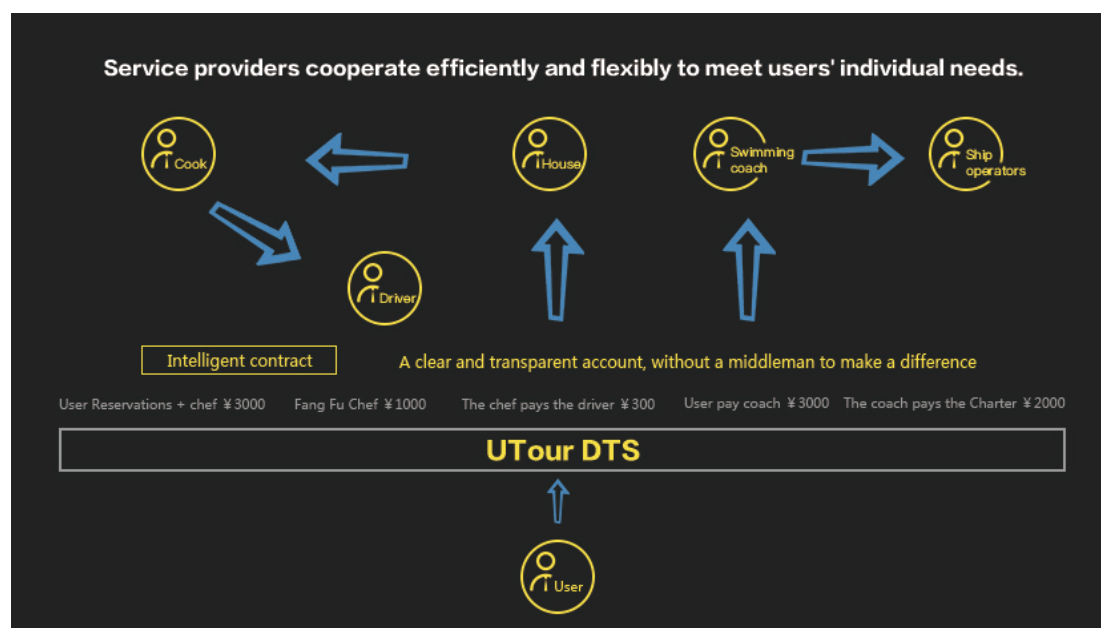 Service providers cooperate efficiently and flexibly to meet users' individual needs.
Cook
House
Swimming
coach
Ship
operators
Driver
Intelligent contract
A clear and transparent account, without a middleman to make a difference
User Reservations + chef ¥3000
Fang Fu Chef ¥1000
The chef pays the driver ¥300
User pay coach ¥3000
The coach pays the Charter ¥2000
UTour DTS
User